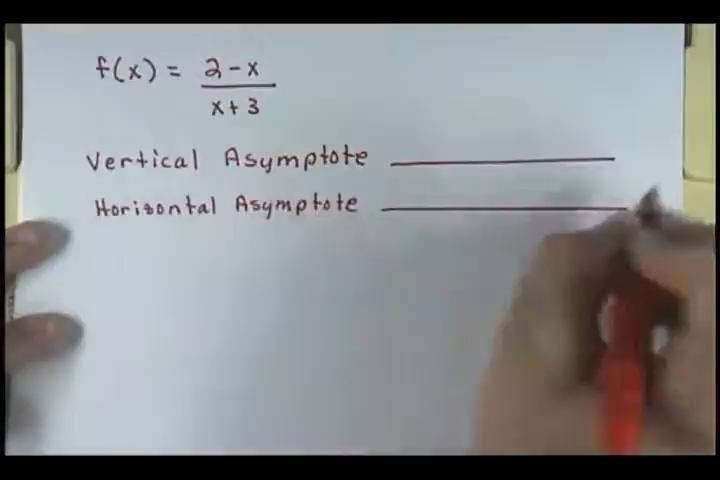 f(x) = 2-x / x+3
Vertical Asymptote
Horizontal Asymptote